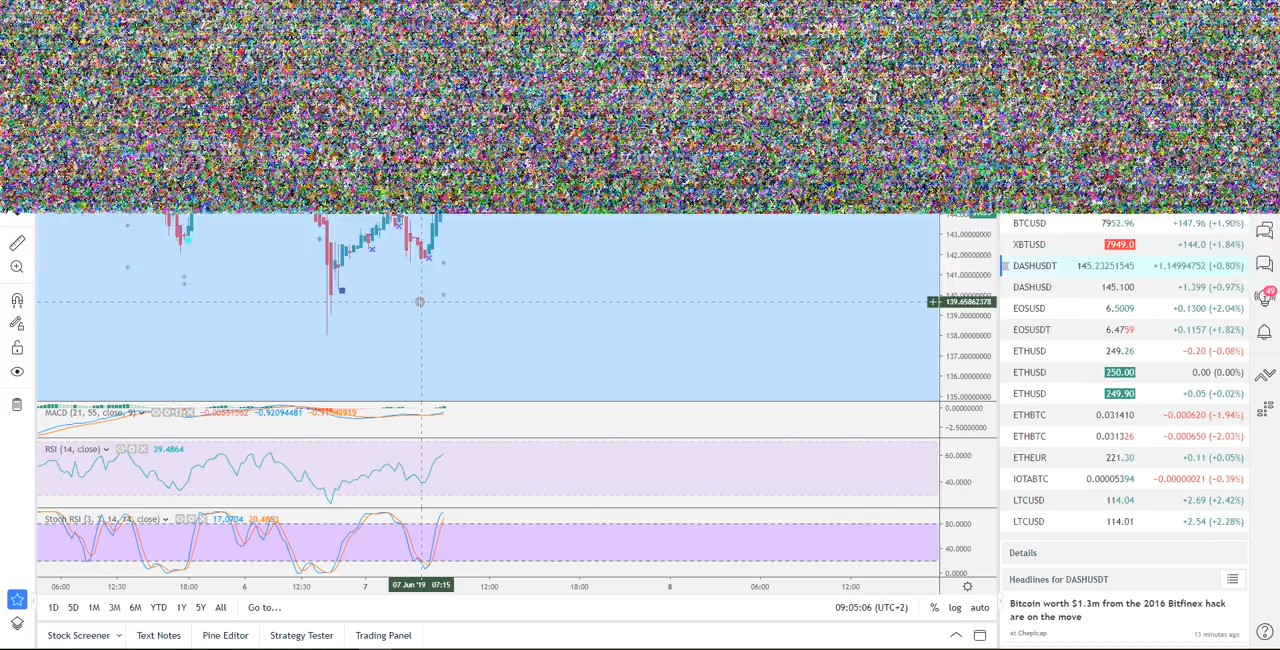 144.00000000
143.00000000
142.00000000
141.00000000
139.65862378
139.00000000
138.00000000
137.00000000
136.00000000
135.00000000
MACD (21, 55, close, 9) -0.92094481
0.00000000
-2.50000000
RSI (14, close) 39.4864
60.0000
40.0000
Stoch RSI (3, 3, 14, 14, close) 17.0704 20.4893
80.0000
40.0000
0.0000
06:00 12:30 18:00 6 12:30 18:00 7 07 Jun '19 07:15 12:00 18:00 8 06:00 12:00
1D 5D 1M 3M 6M YTD 1Y 5Y All Go to... 09:05:06 (UTC+2) % log auto
Stock Screener Text Notes Pine Editor Strategy Tester Trading Panel
BTCUSD 7952.96 +147.96 (+1.90%)
XBTUSD 7949.0 +144.0 (+1.84%)
DASHUSDT 145.23251545 +1.14994752 (+0.80%)
DASHUSD 145.100 +1.399 (+0.97%)
EOSUSD 6.5009 +0.1300 (+2.04%)
EOSUSDT 6.4759 +0.1157 (+1.82%)
ETHUSD 249.26 −0.20 (−0.08%)
ETHUSD 250.00 0.00 (0.00%)
ETHUSD 249.90 +0.05 (+0.02%)
ETHBTC 0.031410 −0.000620 (−1.94%)
ETHBTC 0.031326 −0.000650 (−2.03%)
ETHEUR 221.30 +0.11 (+0.05%)
IOTABTC 0.00005394 −0.00000021 (−0.39%)
LTCUSD 114.04 +2.69 (+2.42%)
LTCUSD 114.01 +2.54 (+2.28%)
49
Details
Headlines for DASHUSDT
Bitcoin worth $1.3m from the 2016 Bitfinex hack
are on the move
at Chepicap 13 minutes ago